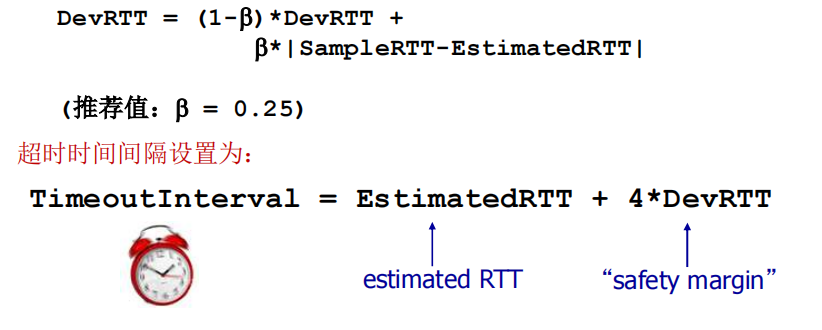 DevRTT = (1-β)*DevRTT +
β*|SampleRTT-EstimatedRTT|
(推荐值：β = 0.25)
超时时间间隔设置为：
TimeoutInterval = EstimatedRTT + 4*DevRTT
estimated RTT “safety margin”